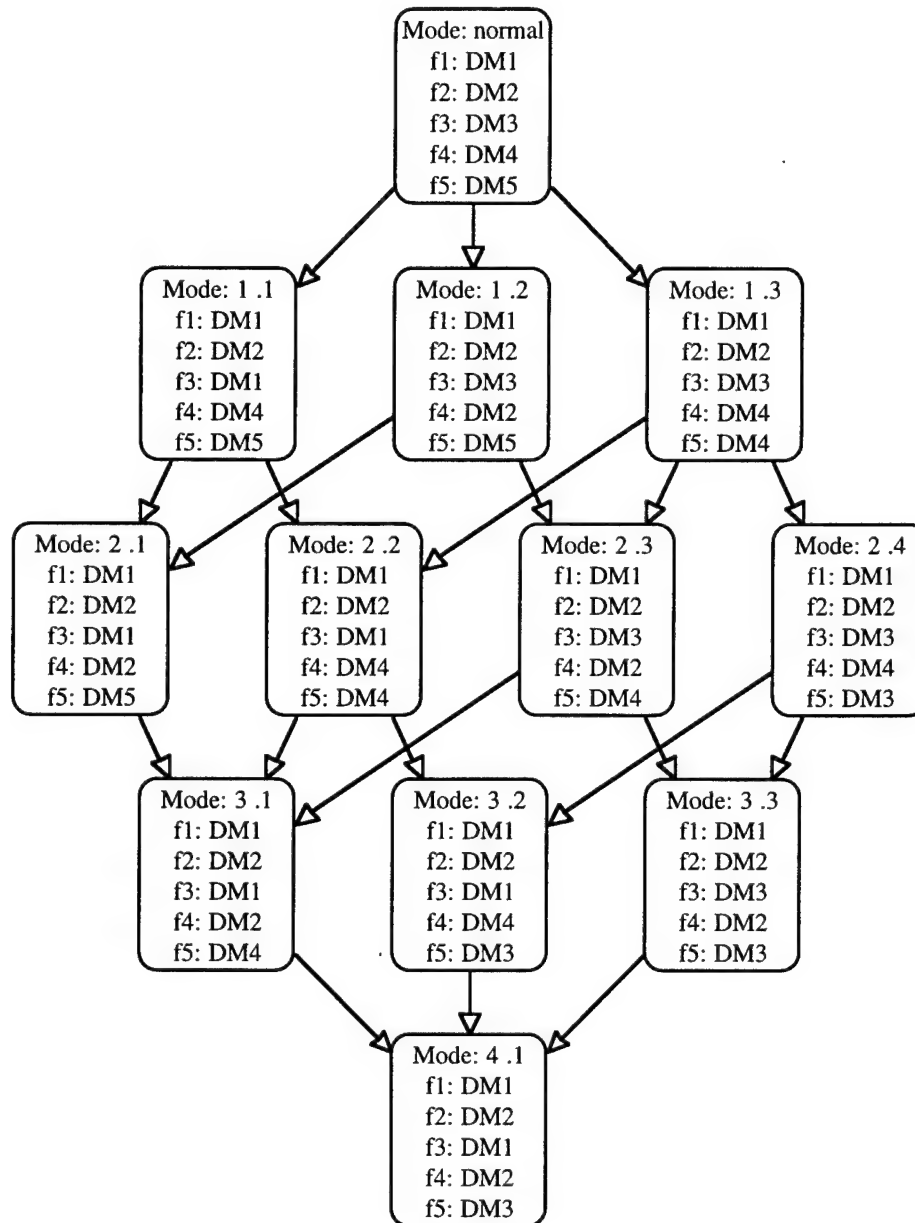 Mode: normal
f1: DM1
f2: DM2
f3: DM3
f4: DM4
f5: DM5
Mode: 1 .1
f1: DM1
f2: DM2
f3: DM1
f4: DM4
f5: DM5
Mode: 1 .2
f1: DM1
f2: DM2
f3: DM3
f4: DM2
f5: DM5
Mode: 1 .3
f1: DM1
f2: DM2
f3: DM3
f4: DM4
f5: DM4
Mode: 2 .1
f1: DM1
f2: DM2
f3: DM1
f4: DM2
f5: DM5
Mode: 2 .2
f1: DM1
f2: DM2
f3: DM1
f4: DM4
f5: DM4
Mode: 2 .3
f1: DM1
f2: DM2
f3: DM3
f4: DM2
f5: DM4
Mode: 2 .4
f1: DM1
f2: DM2
f3: DM3
f4: DM4
f5: DM3
Mode: 3 .1
f1: DM1
f2: DM2
f3: DM1
f4: DM2
f5: DM4
Mode: 3 .2
f1: DM1
f2: DM2
f3: DM1
f4: DM4
f5: DM3
Mode: 3 .3
f1: DM1
f2: DM2
f3: DM3
f4: DM2
f5: DM3
Mode: 4 .1
f1: DM1
f2: DM2
f3: DM1
f4: DM2
f5: DM3